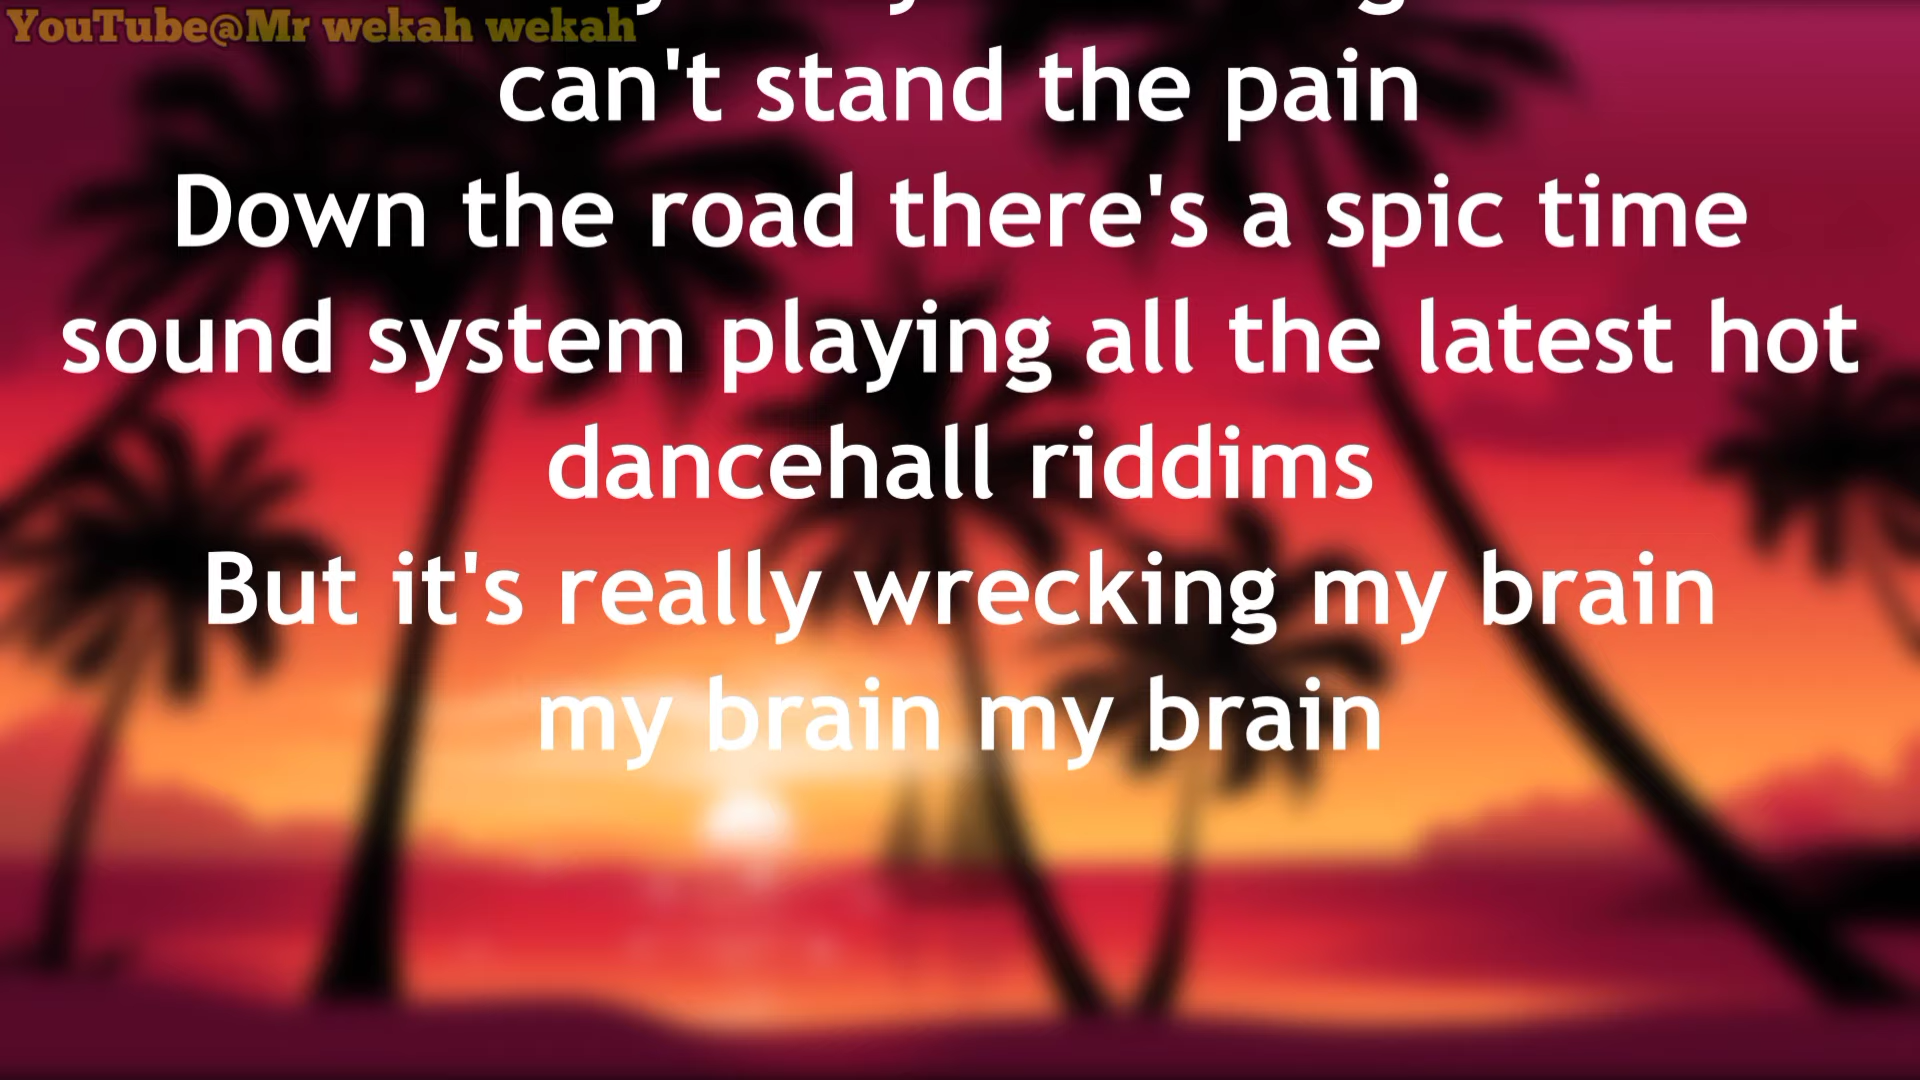 YouTube@Mr wekah wekah
can't stand the pain
Down the road there's a spic time
sound system playing all the latest hot
dancehall riddims
But it's really wrecking my brain
my brain my brain